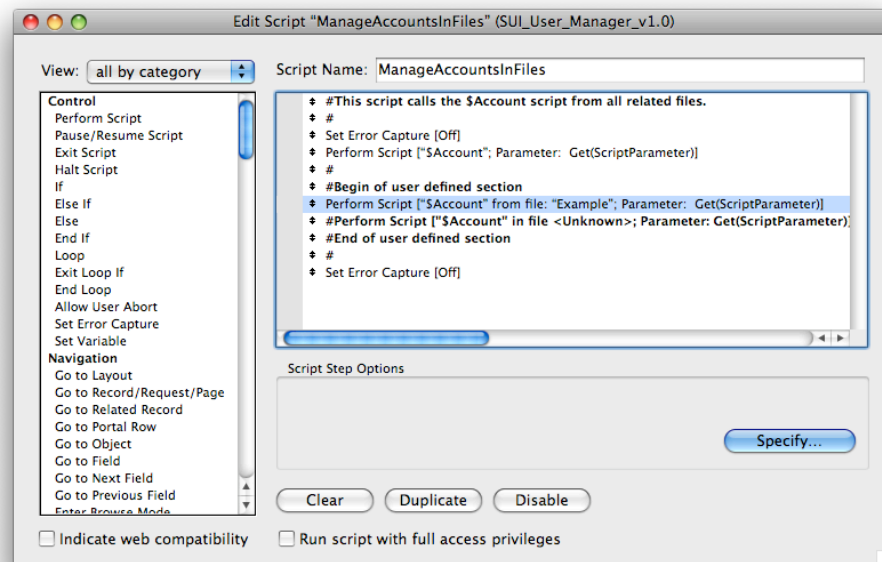 Edit Script “ManageAccountsInFiles” (SUI_User_Manager_v1.0)
View: all by category
Script Name: ManageAccountsInFiles
Control
Perform Script
Pause/Resume Script
Exit Script
Halt Script
If
Else If
Else
End If
Loop
Exit Loop If
End Loop
Allow User Abort
Set Error Capture
Set Variable
Navigation
Go to Layout
Go to Record/Request/Page
Go to Related Record
Go to Portal Row
Go to Object
Go to Field
Go to Next Field
Go to Previous Field
Enter Browse Mode
#This script calls the $Account script from all related files.
#
Set Error Capture [Off]
Perform Script [“$Account”; Parameter: Get(ScriptParameter)]
#
#Begin of user defined section
Perform Script [“$Account” from file: “Example”; Parameter: Get(ScriptParameter)]
#Perform Script ["$Account" in file <Unknown>; Parameter: Get(ScriptParameter)]
#End of user defined section
#
Set Error Capture [Off]
Script Step Options
Specify...
Clear
Duplicate
Disable
Indicate web compatibility
Run script with full access privileges